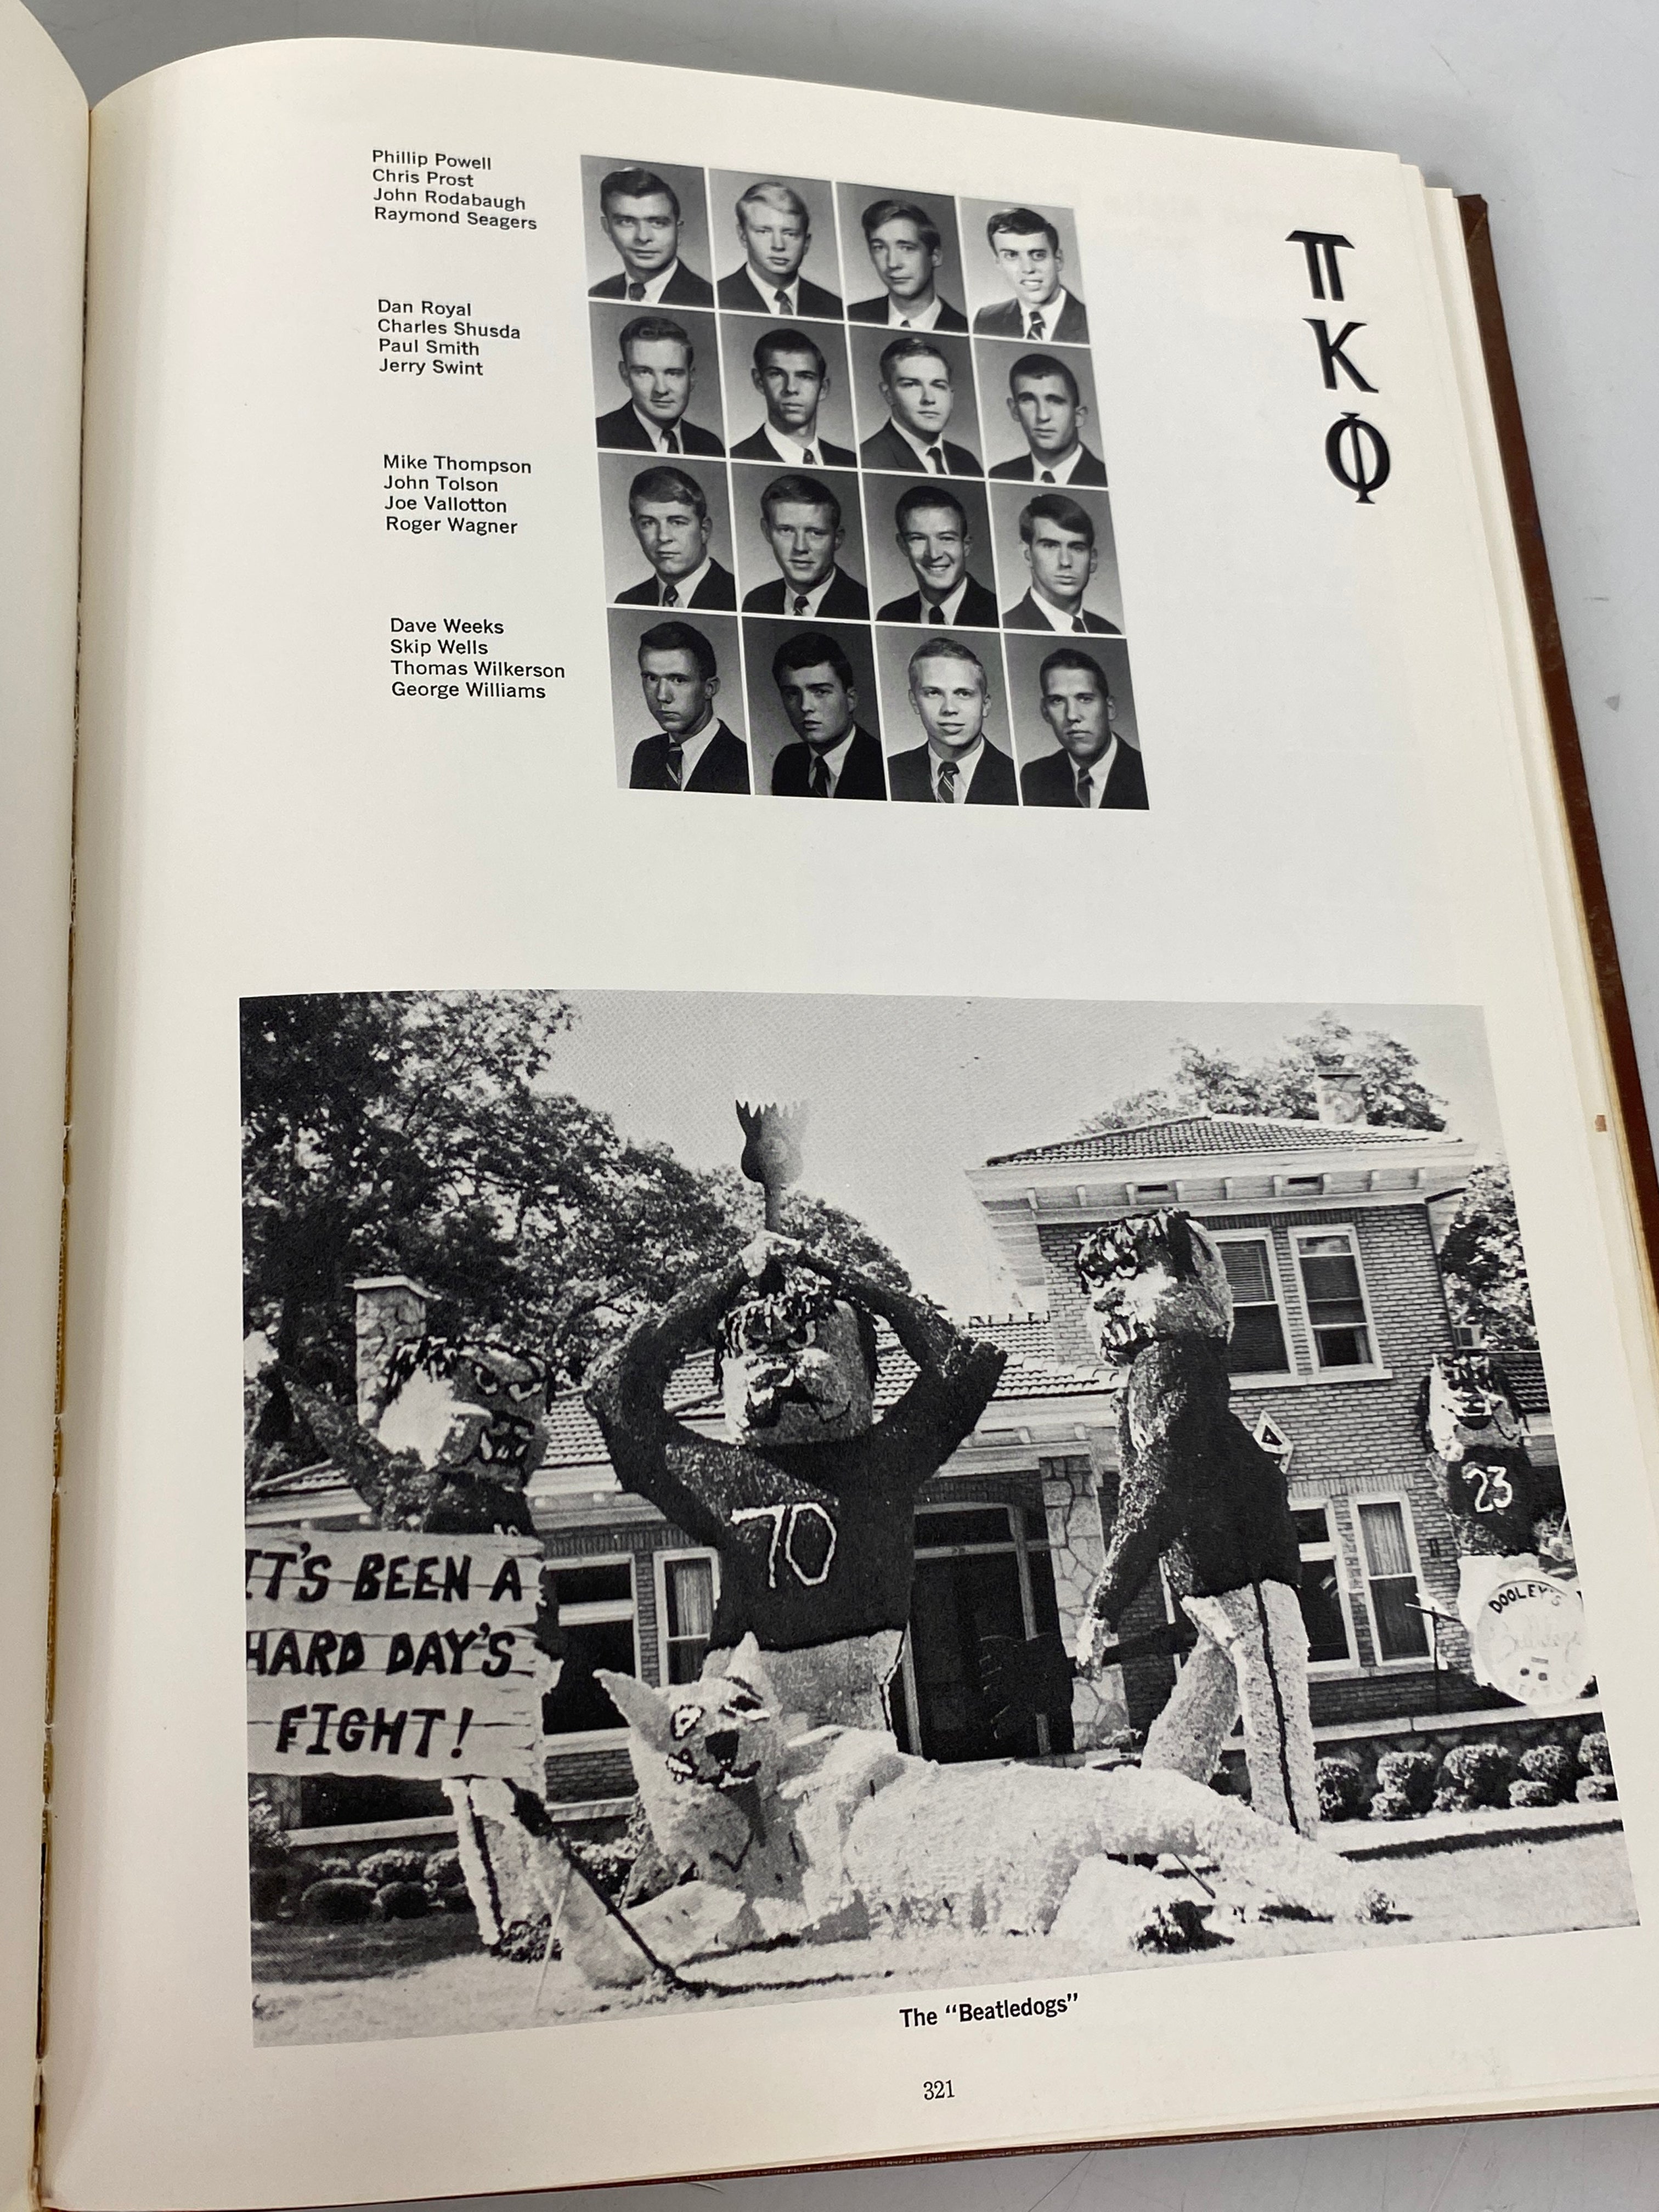 Phillip Powell
Chris Prost
John Rodabaugh
Raymond Seagers
Dan Royal
Charles Shusda
Paul Smith
Jerry Swint
Mike Thompson
John Tolson
Joe Vallotton
Roger Wagner
Dave Weeks
Skip Wells
Thomas Wilkerson
George Williams
Π
Κ
Φ
IT'S BEEN A
HARD DAY'S
FIGHT!
70
23
DOOLEY'S
The "Beatledogs"
321